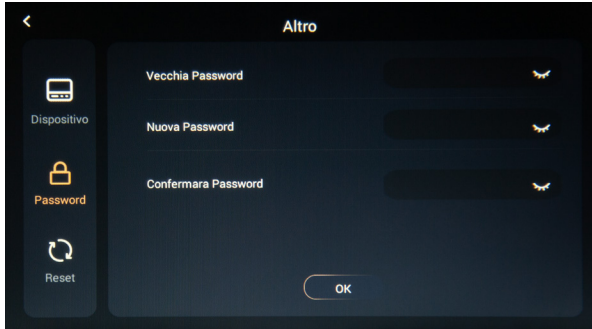 Altro
Dispositivo
Password
Reset
Vecchia Password
Nuova Password
Confermara Password
OK